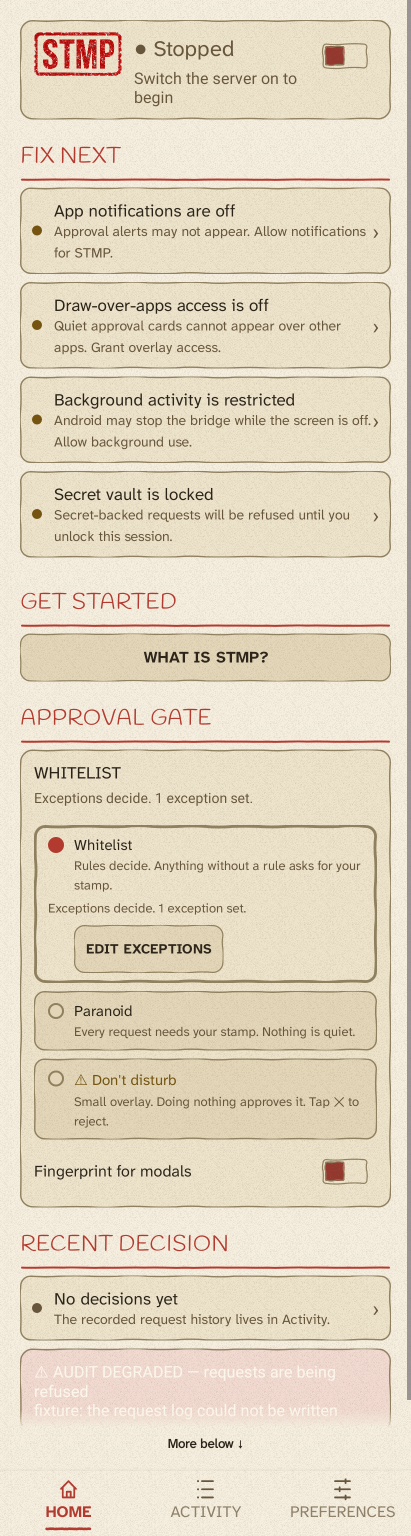 STMP
● Stopped
Switch the server on to
begin
FIX NEXT
App notifications are off
Approval alerts may not appear. Allow notifications
for STMP.
Draw-over-apps access is off
Quiet approval cards cannot appear over other
apps. Grant overlay access.
Background activity is restricted
Android may stop the bridge while the screen is off.
Allow background use.
Secret vault is locked
Secret-backed requests will be refused until you
unlock this session.
GET STARTED
WHAT IS STMP?
APPROVAL GATE
WHITELIST
Exceptions decide. 1 exception set.
Whitelist
Rules decide. Anything without a rule asks for your
stamp.
Exceptions decide. 1 exception set.
EDIT EXCEPTIONS
Paranoid
Every request needs your stamp. Nothing is quiet.
⚠ Don't disturb
Small overlay. Doing nothing approves it. Tap ✕ to
reject.
Fingerprint for modals
RECENT DECISION
No decisions yet
The recorded request history lives in Activity.
⚠ AUDIT DEGRADED — requests are being
refused
fixture: the request log could not be written
More below ↓
HOME
ACTIVITY
PREFERENCES